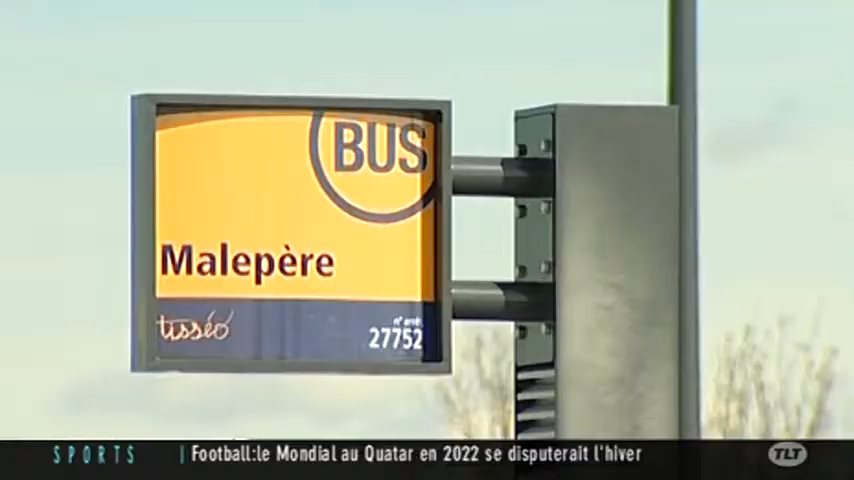 BUS
Malepère
tisséo
n° arrêt
27752
SPORTS
Football:le Mondial au Quatar en 2022 se disputerait l'hiver
TLT